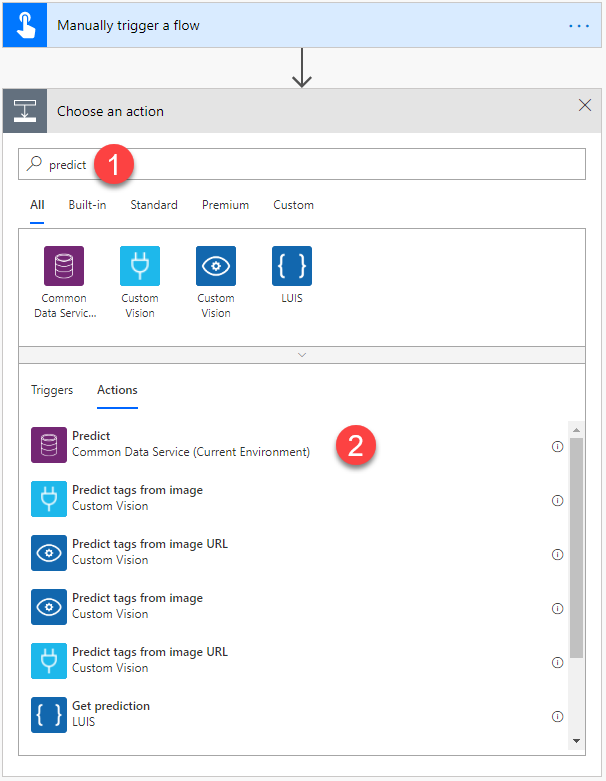 Manually trigger a flow
Choose an action
predict
1
All Built-in Standard Premium Custom
Common Custom Custom LUIS
Data Servic... Vision Vision
Triggers Actions
Predict
Common Data Service (Current Environment)
2
Predict tags from image
Custom Vision
Predict tags from image URL
Custom Vision
Predict tags from image
Custom Vision
Predict tags from image URL
Custom Vision
Get prediction
LUIS